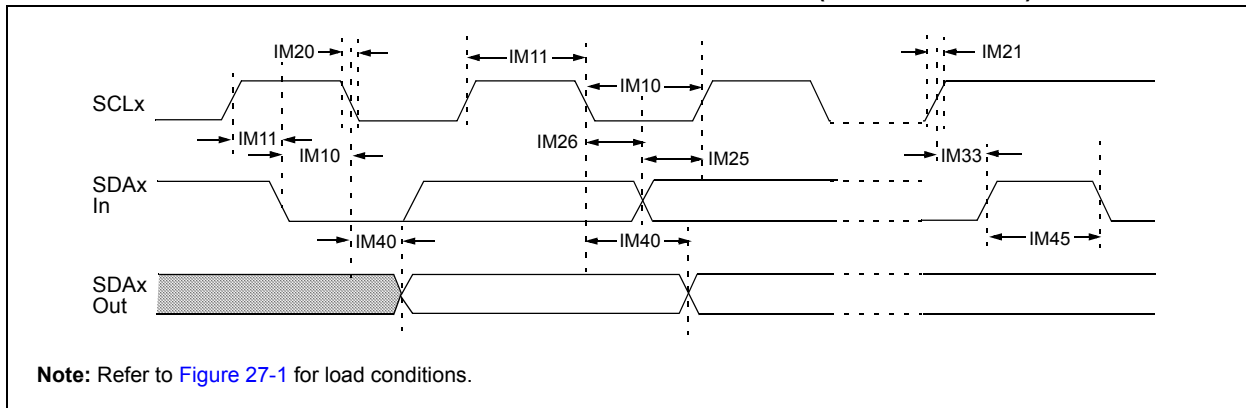 IM20
IM11
IM21
IM10
SCLx
IM11
IM26
IM10
IM25
IM33
SDAx
In
IM40
IM40
IM45
SDAx
Out
Note: Refer to Figure 27-1 for load conditions.